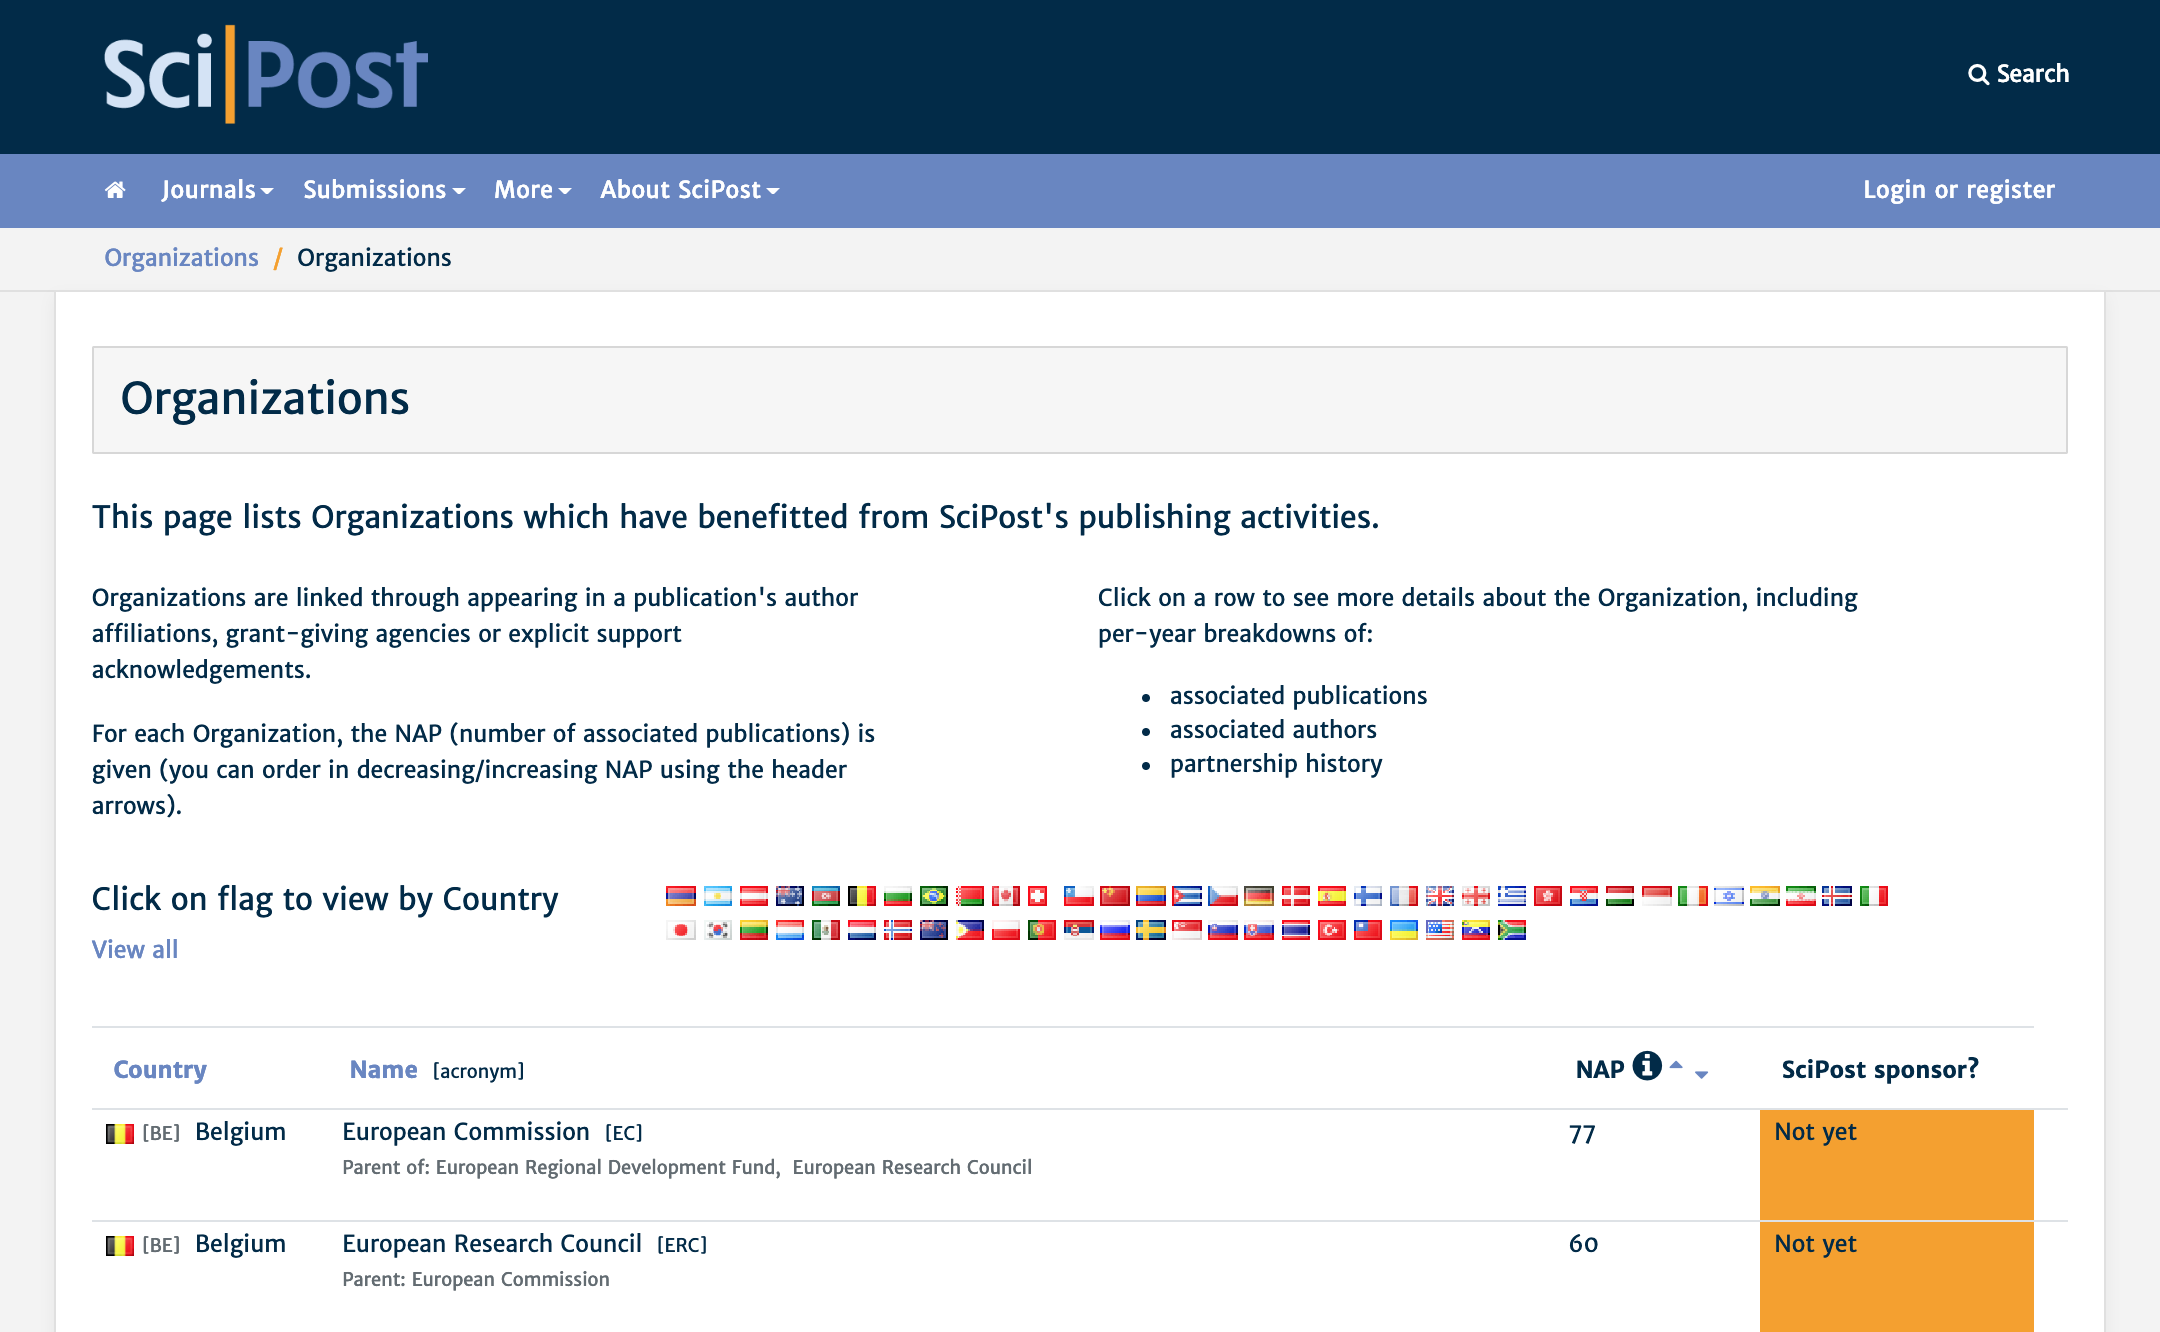 Sci|Post
Search
Journals Submissions More About SciPost Login or register
Organizations / Organizations
Organizations
This page lists Organizations which have benefitted from SciPost's publishing activities.
Organizations are linked through appearing in a publication's author
affiliations, grant-giving agencies or explicit support
acknowledgements.
For each Organization, the NAP (number of associated publications) is
given (you can order in decreasing/increasing NAP using the header
arrows).
Click on a row to see more details about the Organization, including
per-year breakdowns of:
• associated publications
• associated authors
• partnership history
Click on flag to view by Country
View all
Country Name [acronym] NAP SciPost sponsor?
[BE] Belgium European Commission [EC] 77 Not yet
Parent of: European Regional Development Fund, European Research Council
[BE] Belgium European Research Council [ERC] 60 Not yet
Parent: European Commission